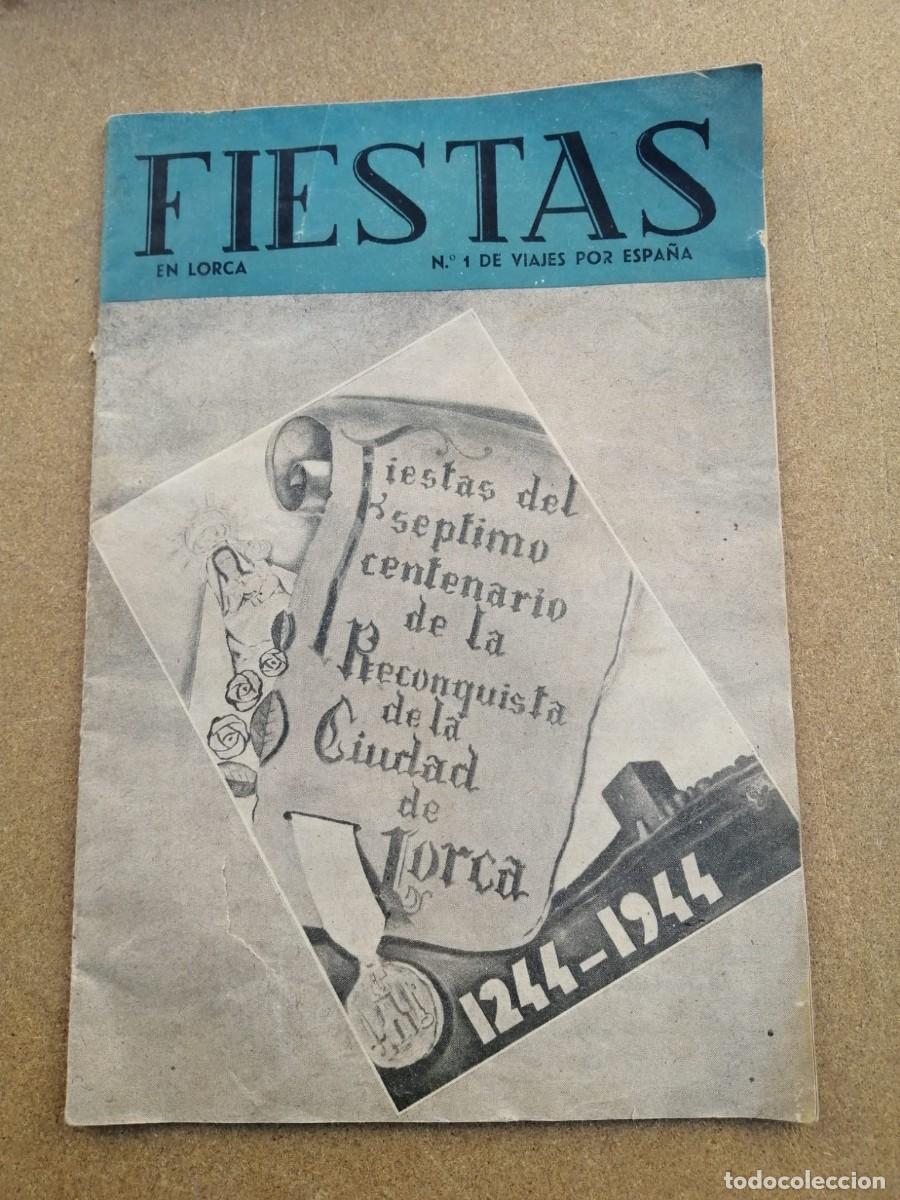 FIESTAS
EN LORCA N.º 1 DE VIAJES POR ESPAÑA
Fiestas del
septimo
centenario
de la
Reconquista
de la
Ciudad
de
Lorca
1244-1944
todocoleccion